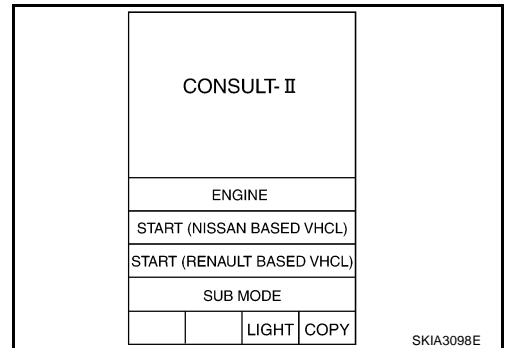 CONSULT-II
ENGINE
START (NISSAN BASED VHCL)
START (RENAULT BASED VHCL)
SUB MODE
LIGHT COPY
SKIA3098E